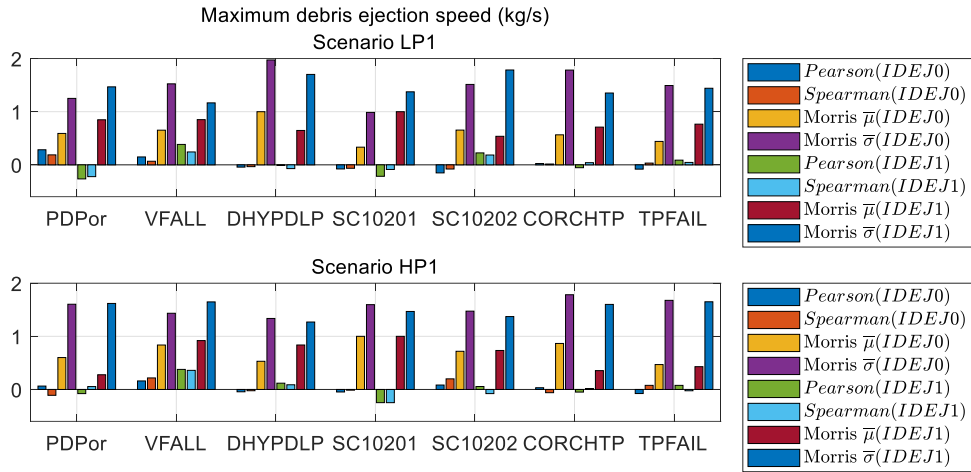 Maximum debris ejection speed (kg/s)
Scenario LP1
2
1
0
PDPor VFALL DHYPDLP SC10201 SC10202 CORCHTP TPFAIL
Pearson(IDEJ0)
Spearman(IDEJ0)
Morris μ̅(IDEJ0)
Morris σ̅(IDEJ0)
Pearson(IDEJ1)
Spearman(IDEJ1)
Morris μ̅(IDEJ1)
Morris σ̅(IDEJ1)
Scenario HP1
2
1
0
PDPor VFALL DHYPDLP SC10201 SC10202 CORCHTP TPFAIL
Pearson(IDEJ0)
Spearman(IDEJ0)
Morris μ̅(IDEJ0)
Morris σ̅(IDEJ0)
Pearson(IDEJ1)
Spearman(IDEJ1)
Morris μ̅(IDEJ1)
Morris σ̅(IDEJ1)